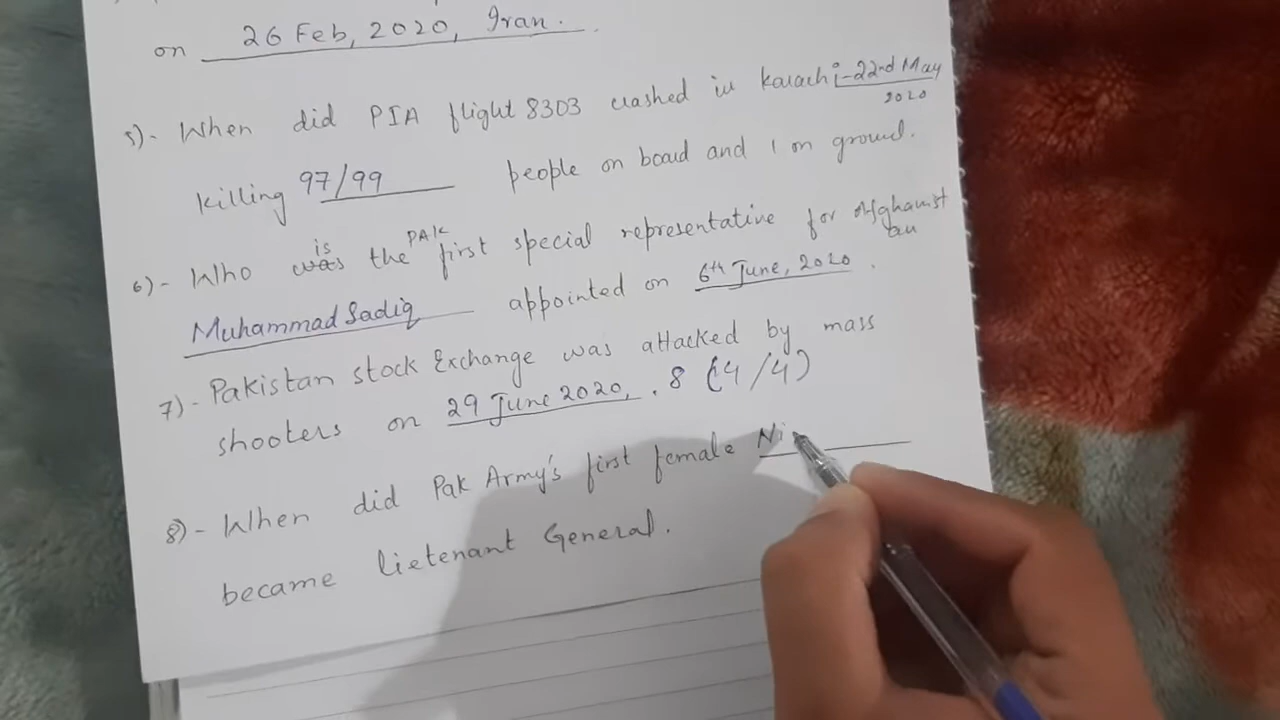 on 26 Feb, 2020, Iran.
5)- When did PIA flight 8303 crashed in Karachi-22nd May
2020
killing 97/99 people on board and 1 on ground.
6)- Who was is the PAK first special representative for Afghanist
an
Muhammad Sadiq appointed on 6th June, 2020.
7)- Pakistan stock Exchange was attacked by mass
shooters on 29 June 2020, . 8 (4/4)
8)- When did Pak Army's first female Ni
became lietenant General.